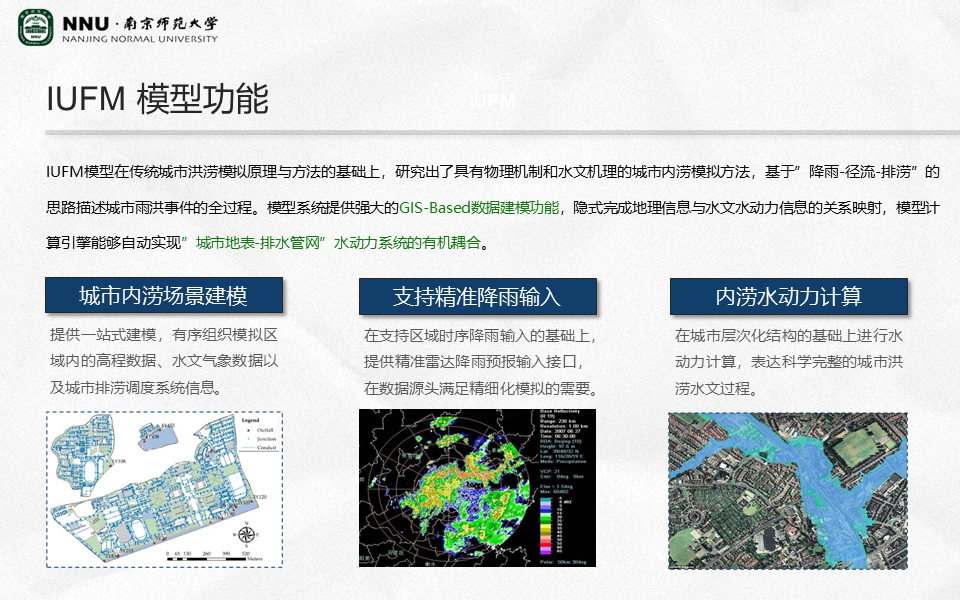 NNU·南京师范大学
NANJING NORMAL UNIVERSITY
IUFM 模型功能
IUFM
IUFM模型在传统城市洪涝模拟原理与方法的基础上，研究出了具有物理机制和水文机理的城市内涝模拟方法，基于”降雨-径流-排涝”的
思路描述城市雨洪事件的全过程。模型系统提供强大的GIS-Based数据建模功能，隐式完成地理信息与水文水动力信息的关系映射，模型计
算引擎能够自动实现”城市地表-排水管网”水动力系统的有机耦合。
城市内涝场景建模
提供一站式建模，有序组织模拟区
域内的高程数据、水文气象数据以
及城市排涝调度系统信息。
支持精准降雨输入
在支持区域时序降雨输入的基础上，
提供精准雷达降雨预报输入接口，
在数据源头满足精细化模拟的需要。
内涝水动力计算
在城市层次化结构的基础上进行水
动力计算，表达科学完整的城市洪
涝水文过程。
Legend
Outfall
Junction
Conduit
N
W
E
S
0 65 130 260 390 520
Meters
Base Reflectivity
(R 19)
Range: 230 km
Resolution: 1.00 km
Date: 2007 06 27
Time: 08:30:00
RDA: Beijing (10)
Mode: Precipitation
VCP: 21